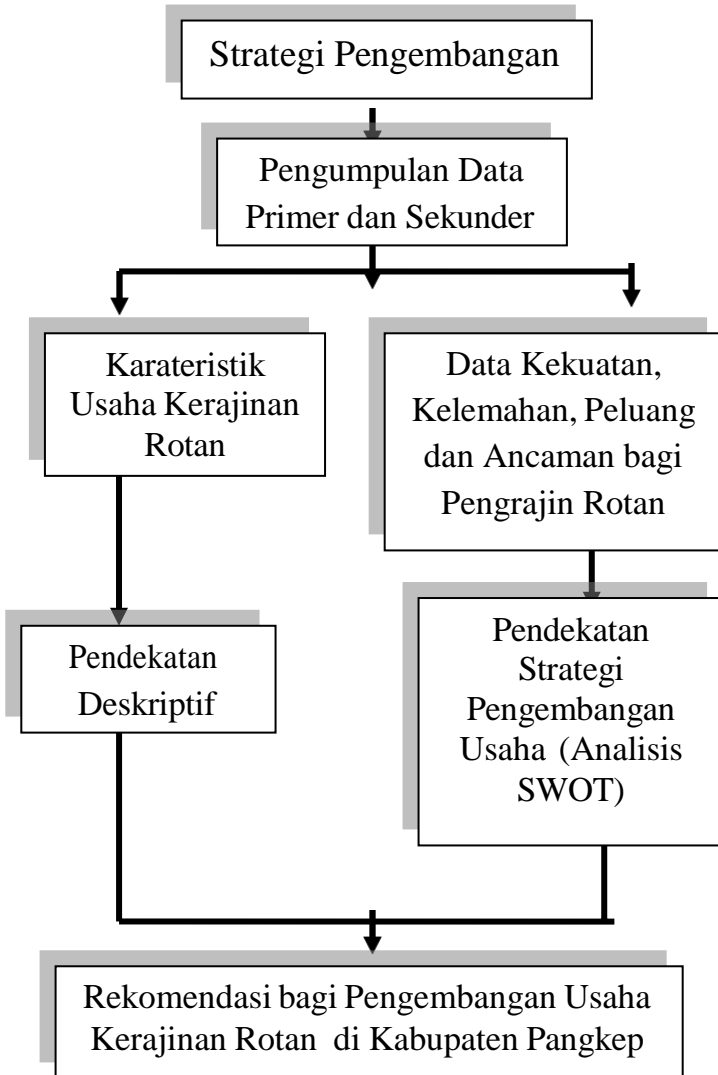 Strategi Pengembangan
Pengumpulan Data
Primer dan Sekunder
Karateristik
Usaha Kerajinan
Rotan
Data Kekuatan,
Kelemahan, Peluang
dan Ancaman bagi
Pengrajin Rotan
Pendekatan
Deskriptif
Pendekatan
Strategi
Pengembangan
Usaha (Analisis
SWOT)
Rekomendasi bagi Pengembangan Usaha
Kerajinan Rotan di Kabupaten Pangkep